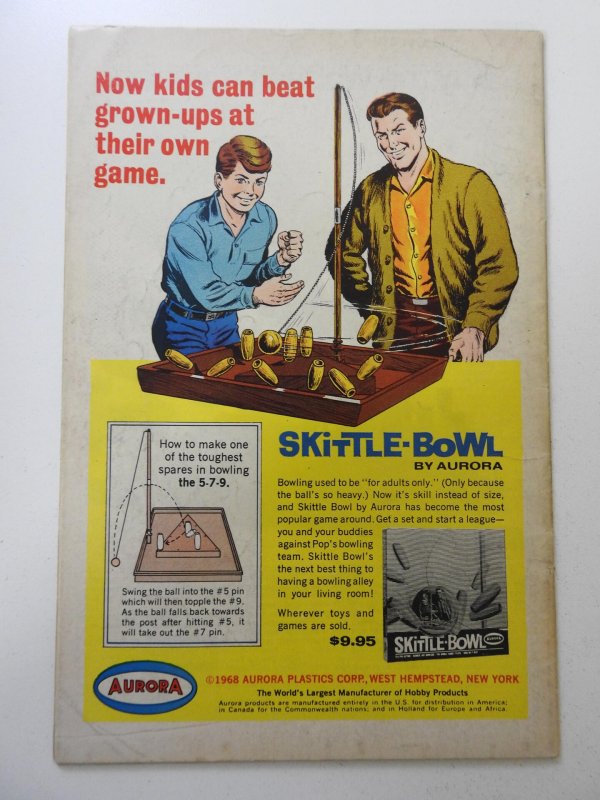 Now kids can beat
grown-ups at
their own
game.
How to make one
of the toughest
spares in bowling
the 5-7-9.
Swing the ball into the #5 pin
which will then topple the #9.
As the ball falls back towards
the post after hitting #5, it
will take out the #7 pin.
SKiTTLE-BoWL
BY AURORA
Bowling used to be "for adults only." (Only because
the ball's so heavy.) Now it's skill instead of size,
and Skittle Bowl by Aurora has become the most
popular game around. Get a set and start a league—
you and your buddies
against Pop's bowling
team. Skittle Bowl's
the next best thing to
having a bowling alley
in your living room!
Wherever toys and
games are sold.
$9.95
SKiTTLE-BoWL
AURORA
©1968 AURORA PLASTICS CORP., WEST HEMPSTEAD, NEW YORK
The World's Largest Manufacturer of Hobby Products
Aurora products are manufactured entirely in the U.S. for distribution in America;
in Canada for the Commonwealth nations; and in Holland for Europe and Africa.